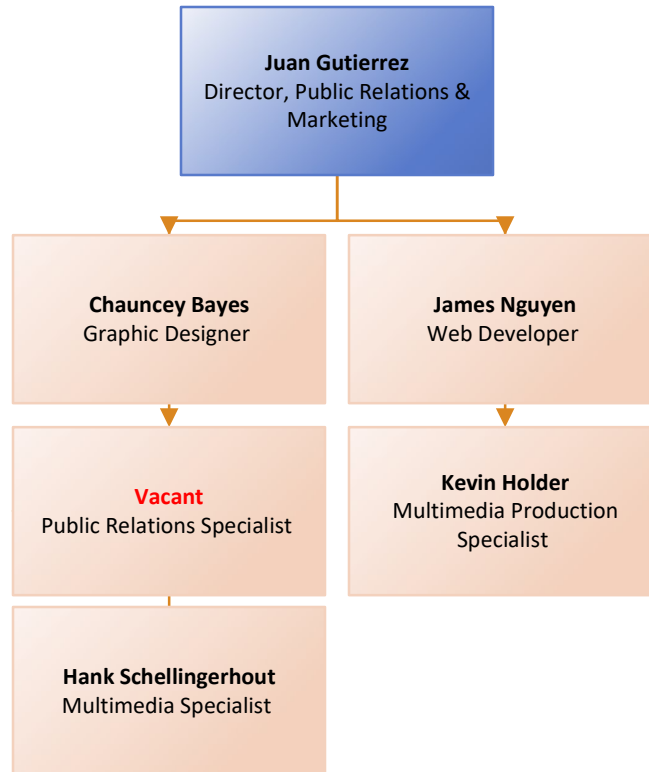 Juan Gutierrez
Director, Public Relations &
Marketing
Chauncey Bayes
Graphic Designer
James Nguyen
Web Developer
Vacant
Public Relations Specialist
Kevin Holder
Multimedia Production
Specialist
Hank Schellingerhout
Multimedia Specialist